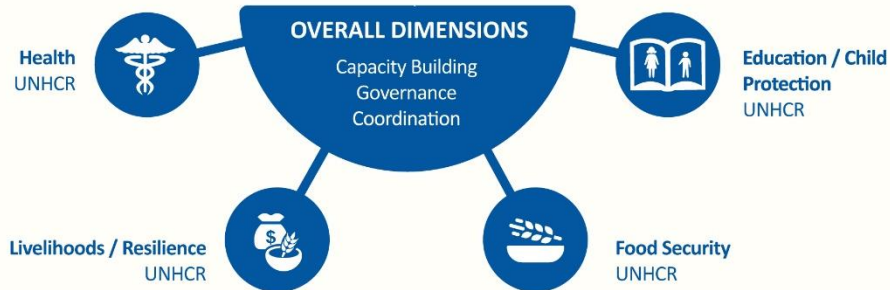 OVERALL DIMENSIONS
Capacity Building
Governance
Coordination
Health
UNHCR
Education / Child
Protection
UNHCR
Livelihoods / Resilience
UNHCR
Food Security
UNHCR
$